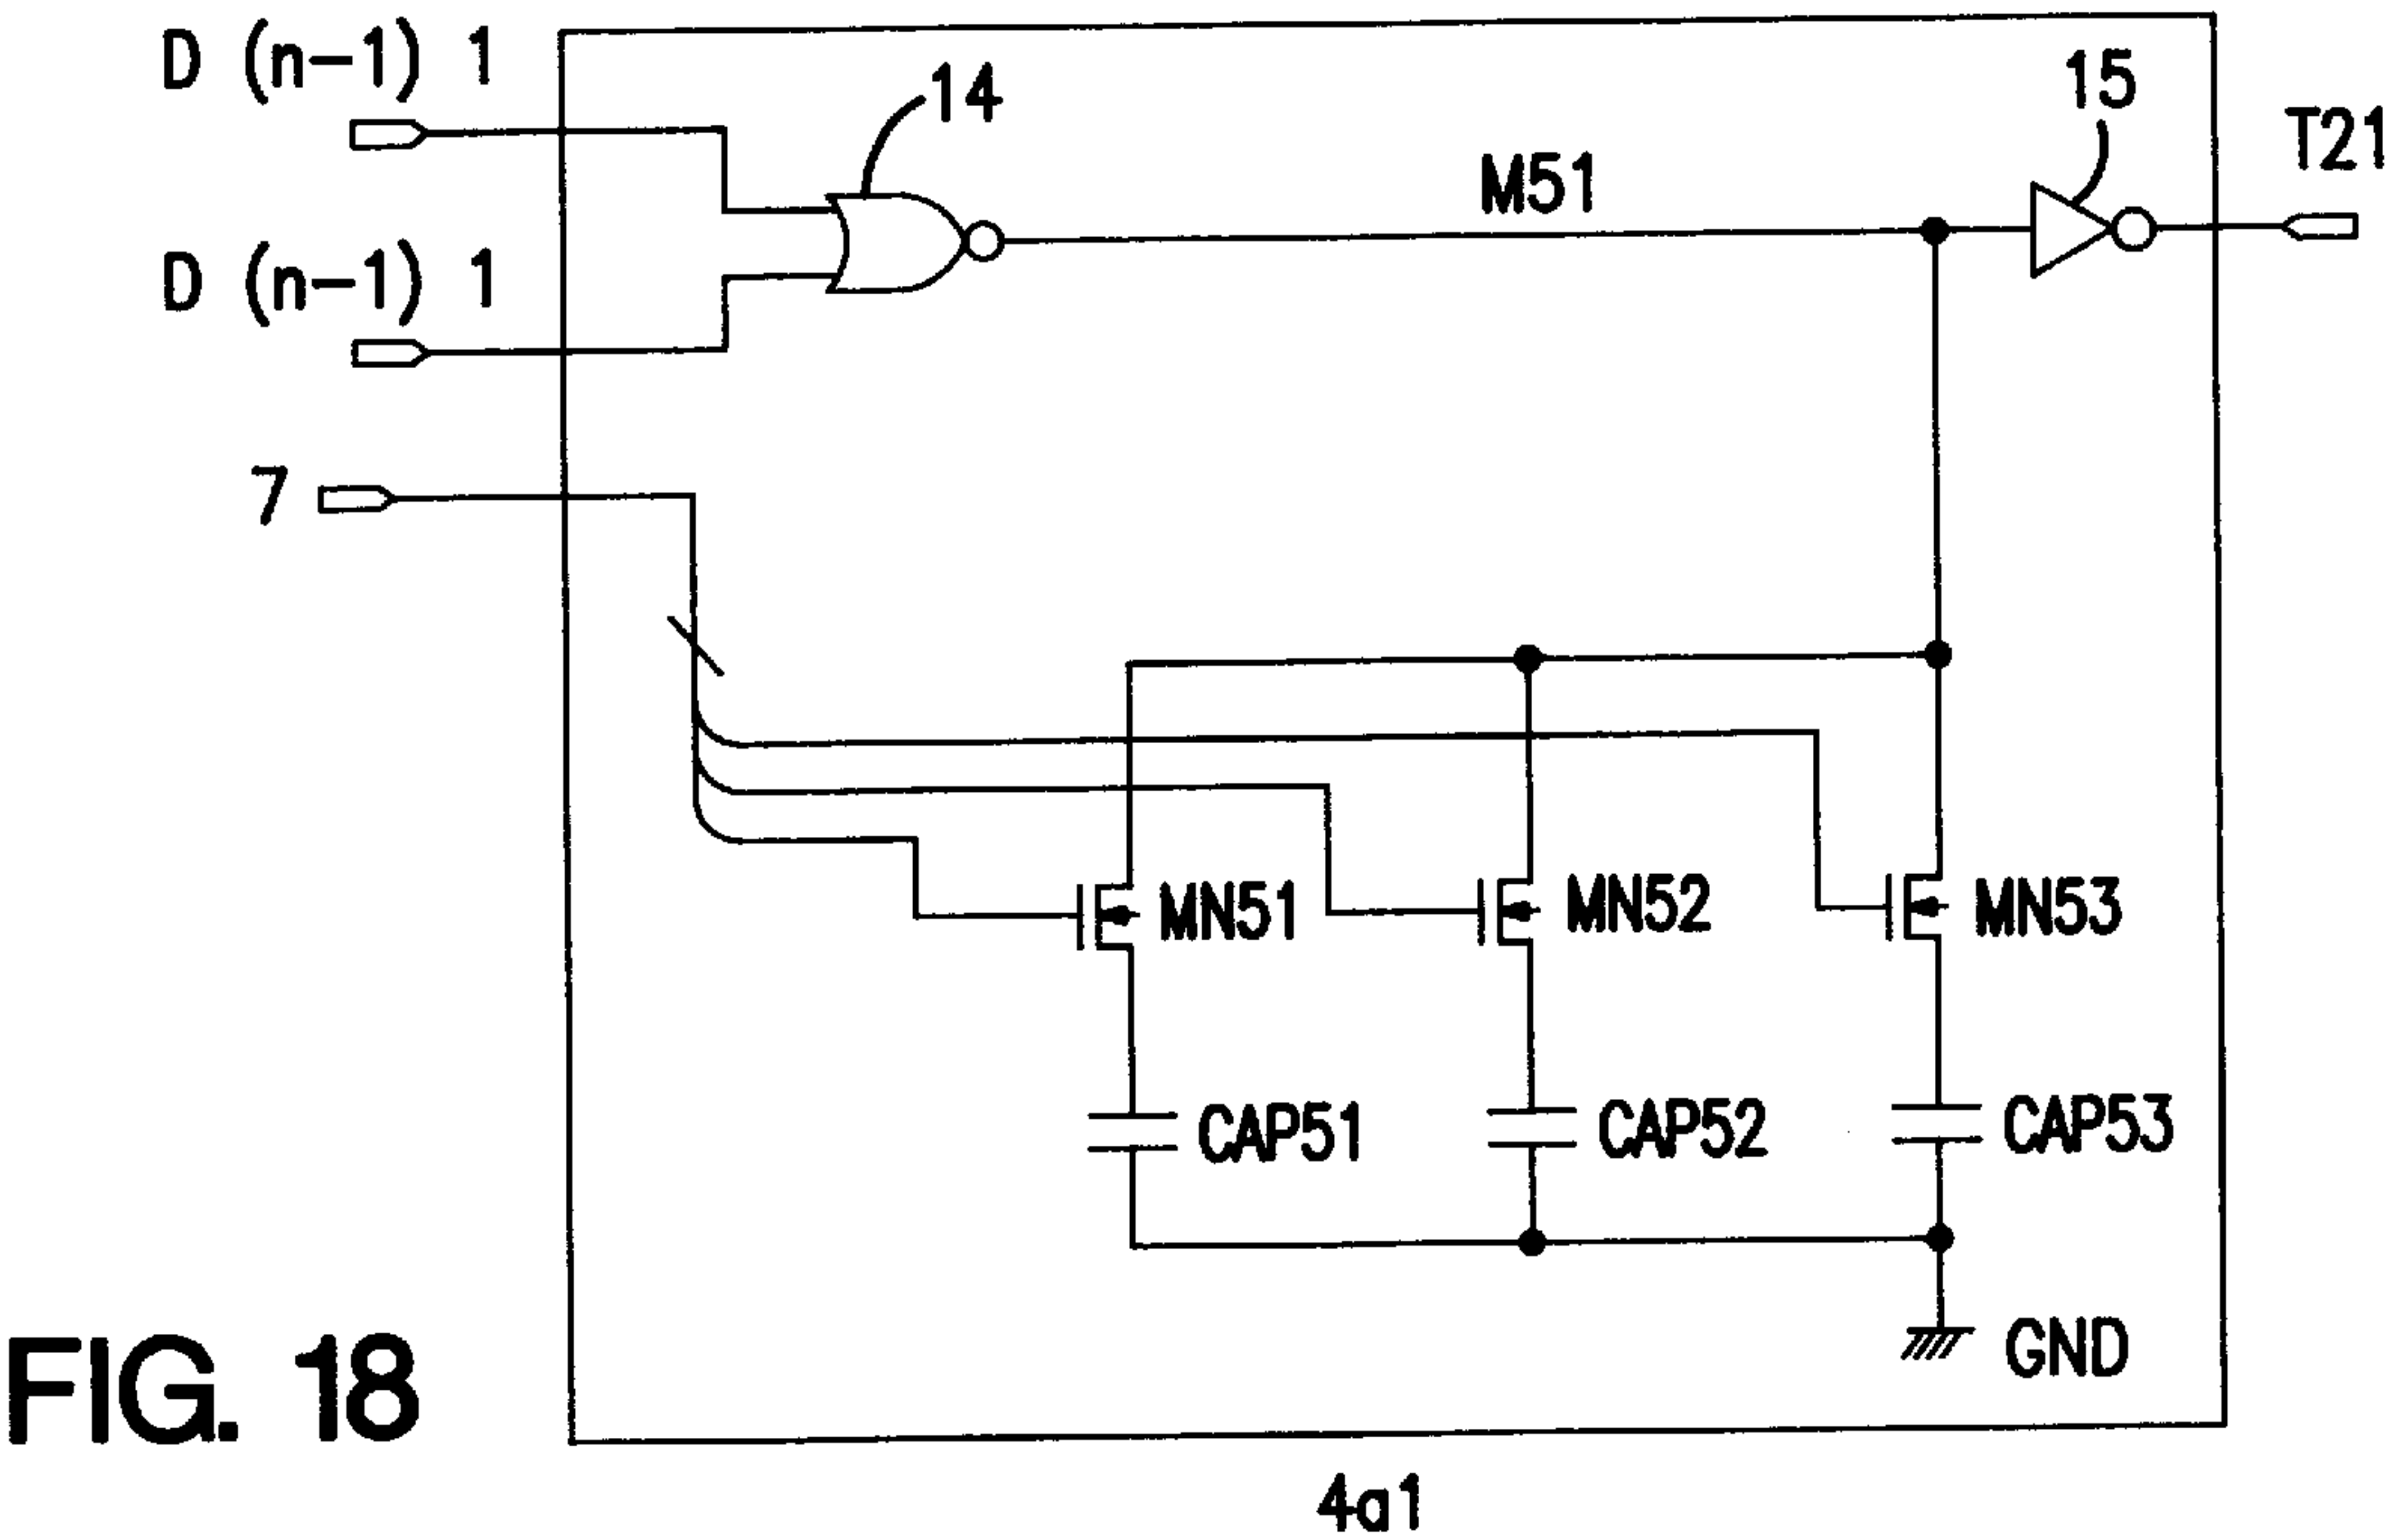 D (n-1) 1
14
15
T21
M51
D (n-1) 1
7
MN51
MN52
MN53
CAP51
CAP52
CAP53
GND
FIG. 18
4a1